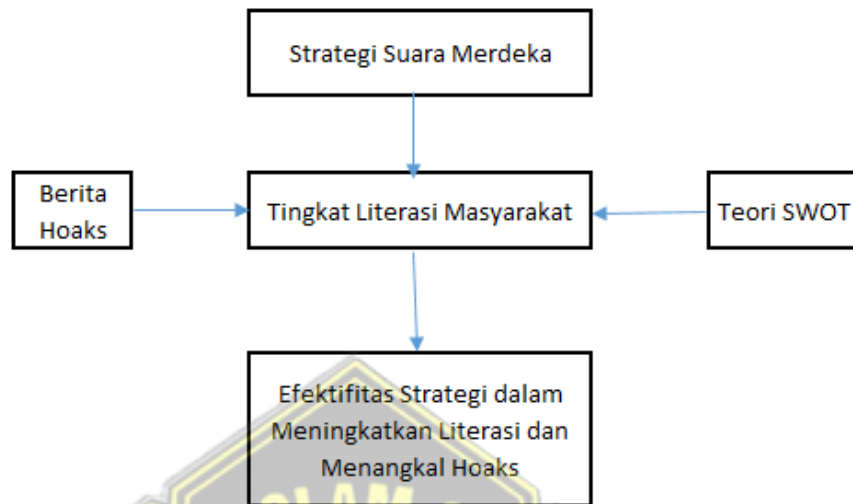 Strategi Suara Merdeka
Berita
Hoaks
Tingkat Literasi Masyarakat
Teori SWOT
Efektifitas Strategi dalam
Meningkatkan Literasi dan
Menangkal Hoaks